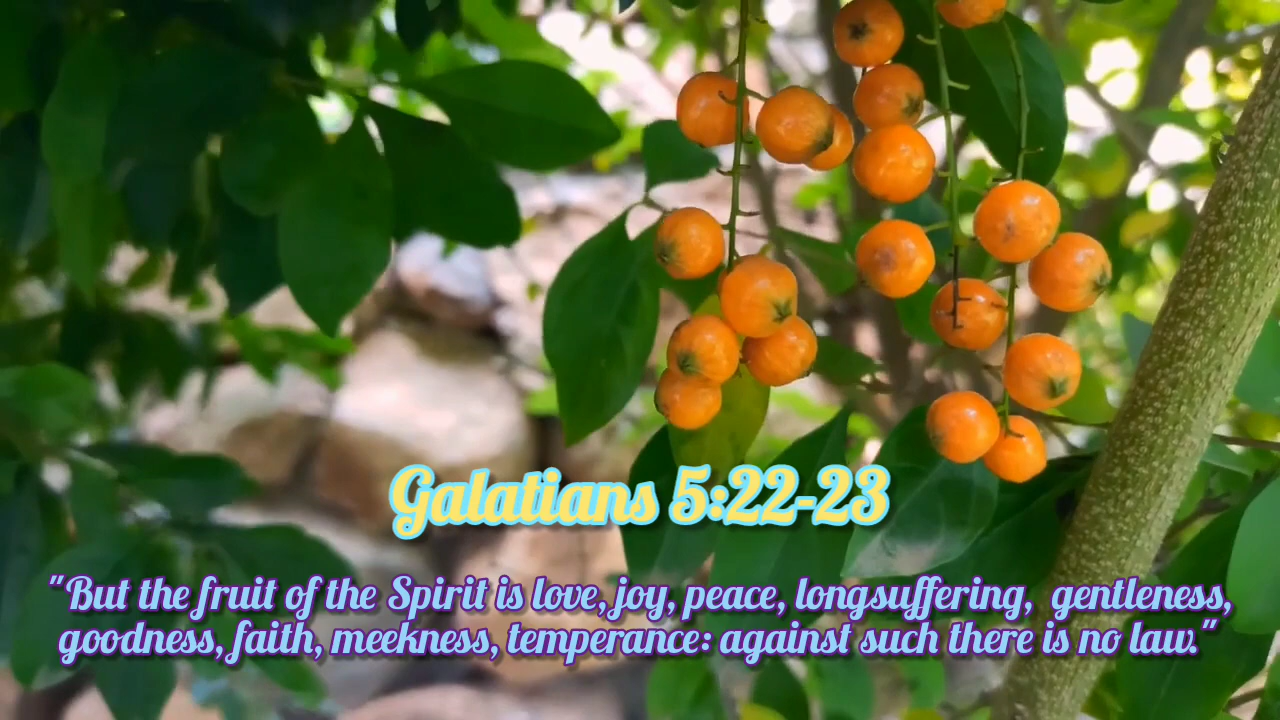 Galatians 5:22-23
"But the fruit of the Spirit is love, joy, peace, longsuffering,  gentleness,
goodness, faith, meekness, temperance: against such there is no law."